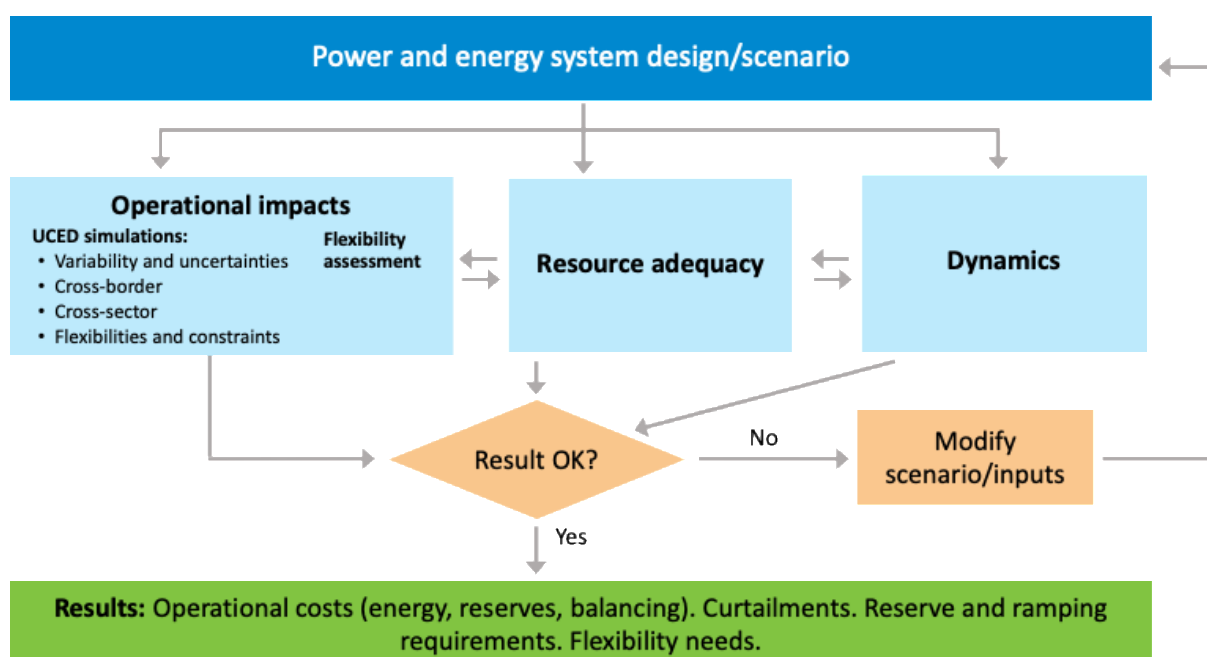 Power and energy system design/scenario
Operational impacts
UCED simulations:
• Variability and uncertainties
• Cross-border
• Cross-sector
• Flexibilities and constraints
Flexibility
assessment
Resource adequacy
Dynamics
Result OK?
No
Modify
scenario/inputs
Yes
Results: Operational costs (energy, reserves, balancing). Curtailments. Reserve and ramping
requirements. Flexibility needs.